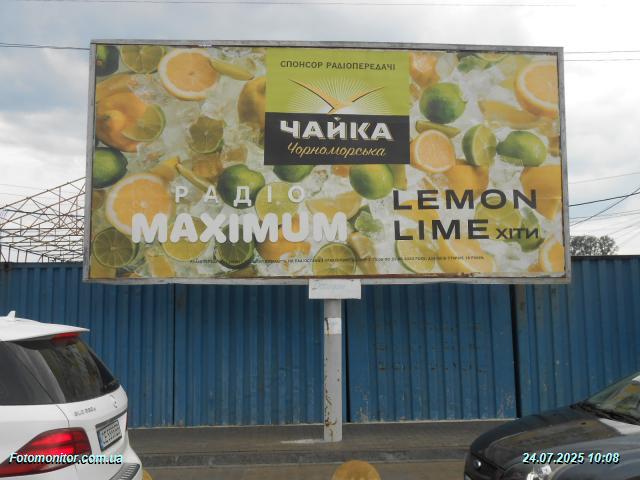 СПОНСОР РАДІОПЕРЕДАЧІ
ЧАЙКА
Чорноморська
РАДІО
MAXIMUM
LEMON
LIME ХІТИ
Fotomonitor.com.ua
24.07.2025 10:08